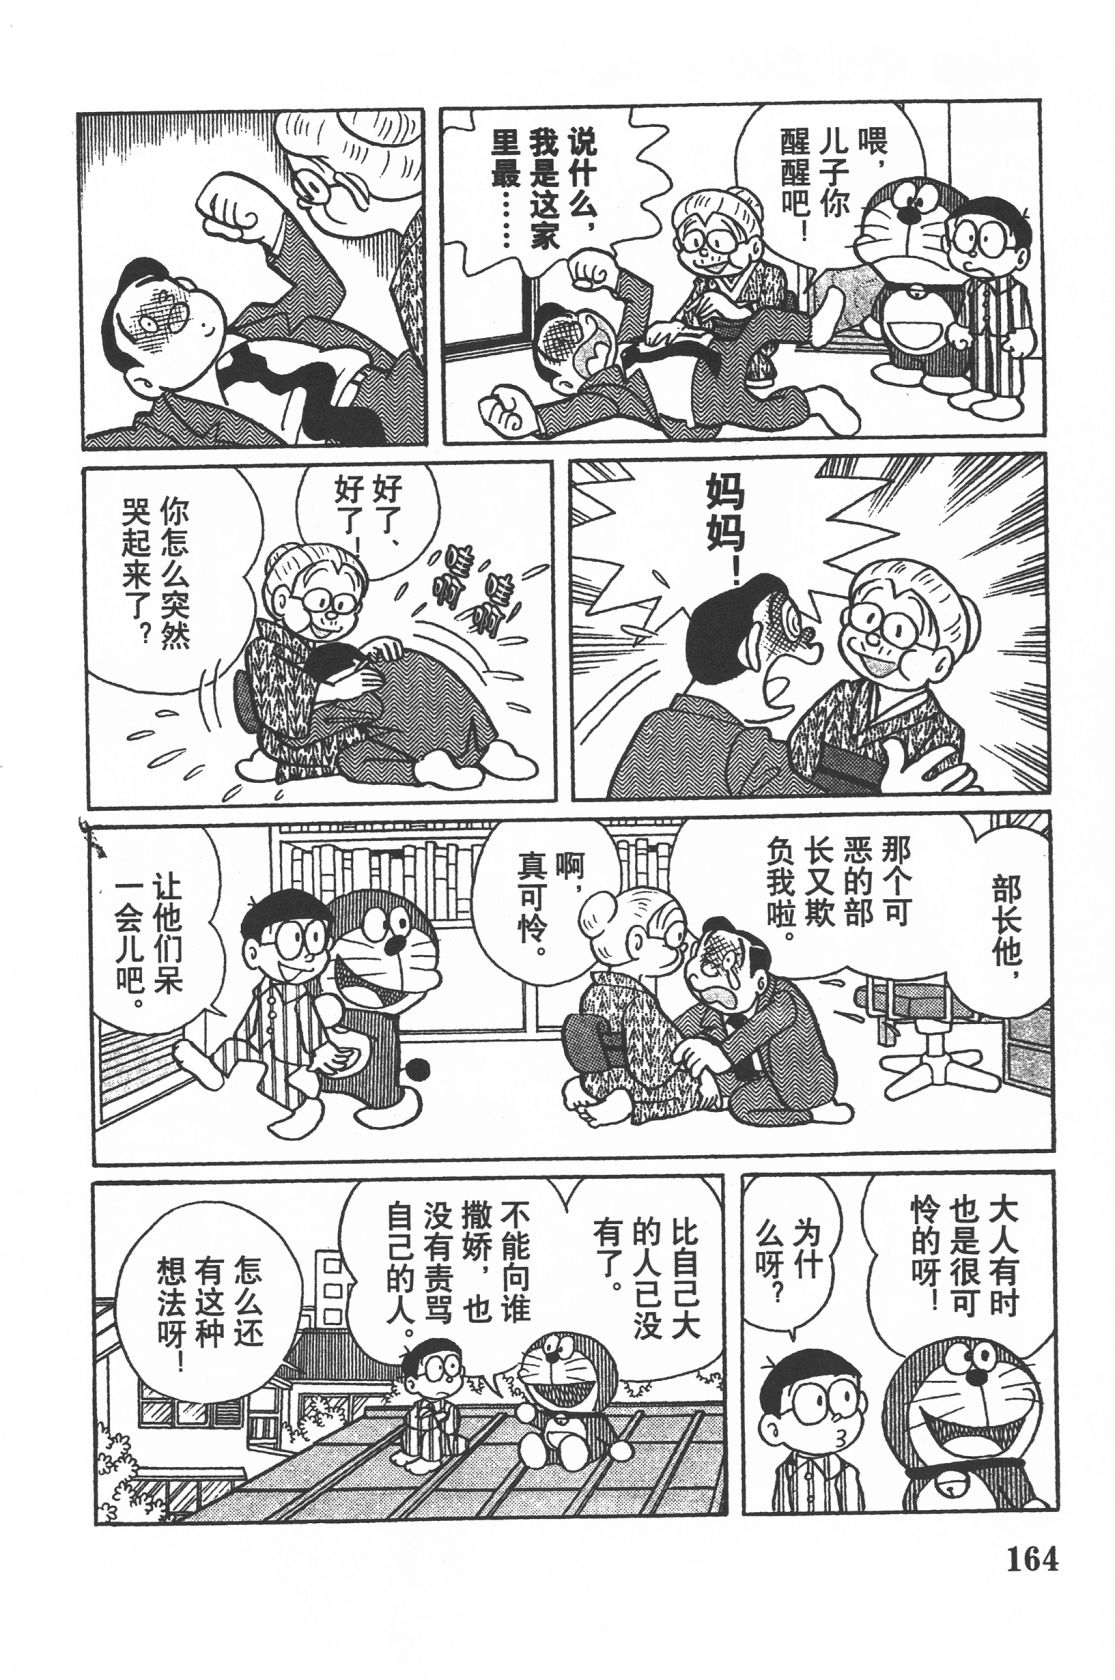 喂，
儿子你
醒醒吧！
说什么，
我是这家
里最……
妈妈！
好了、
好了！
哇啊
哇啊
你怎么突然
哭起来了？
部长他，
那个可
恶的部
长又欺
负我啦。
啊，
真可怜。
让他们呆
一会儿吧。
大人有时
也是很可
怜的呀！
为什
么呀？
比自己大
的人已没
有了。
不能向谁
撒娇，也
没有责骂
自己的人。
怎么还
有这种
想法呀！
164